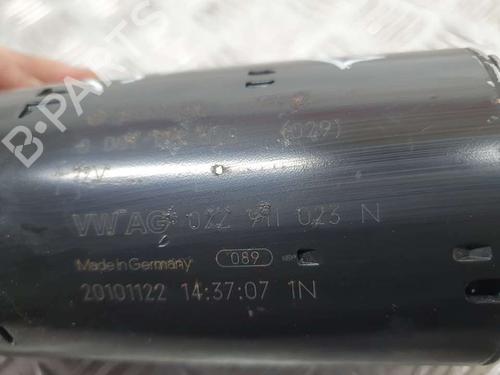 (029)
12V
VW AG 022 911 023 N
Made in Germany 089
20101122 14:37:07 1N
B-PARTS